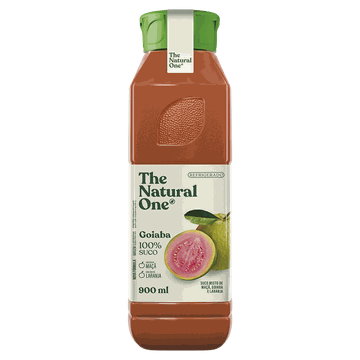 The
Natural
One
REFRIGERADO
The
Natural
One
Goiaba
100%
SUCO
MAÇÃ
LARANJA
900 ml
SUCO MISTO DE
MAÇÃ, GOIABA
E LARANJA